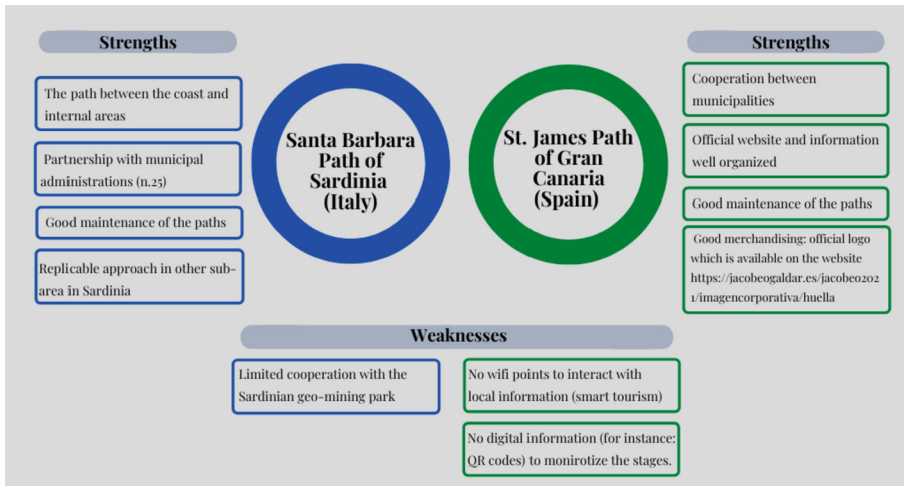 Strengths
The path between the coast and
internal areas
Partnership with municipal
administrations (n.25)
Good maintenance of the paths
Replicable approach in other sub-
area in Sardinia
Santa Barbara
Path of
Sardinia
(Italy)
St. James Path
of Gran
Canaria
(Spain)
Strengths
Cooperation between
municipalities
Official website and information
well organized
Good maintenance of the paths
Good merchandising: official logo
which is available on the website
https://jacobeogaldar.es/jacobeo202
1/imagencorporativa/huella
Weaknesses
Limited cooperation with the
Sardinian geo-mining park
No wifi points to interact with
local information (smart tourism)
No digital information (for instance:
QR codes) to monirotize the stages.